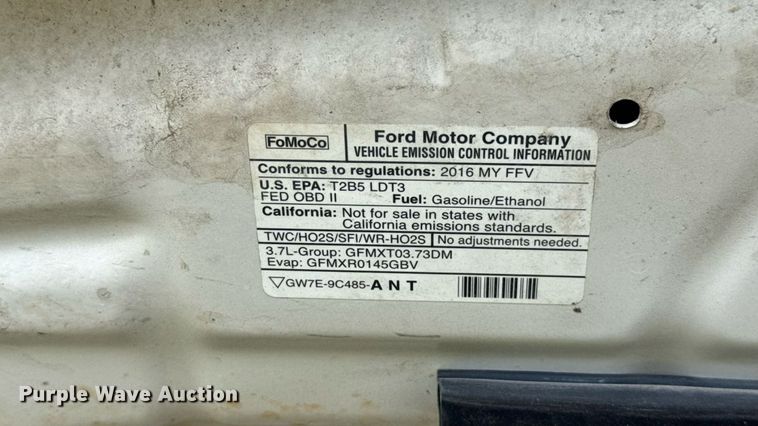 FoMoCo
Ford Motor Company
VEHICLE EMISSION CONTROL INFORMATION
Conforms to regulations: 2016 MY FFV
U.S. EPA: T2B5 LDT3
FED OBD II Fuel: Gasoline/Ethanol
California: Not for sale in states with
California emissions standards.
TWC/HO2S/SFI/WR-HO2S No adjustments needed.
3.7L-Group: GFMXT03.73DM
Evap: GFMXR0145GBV
GW7E-9C485-ANT
Purple Wave Auction